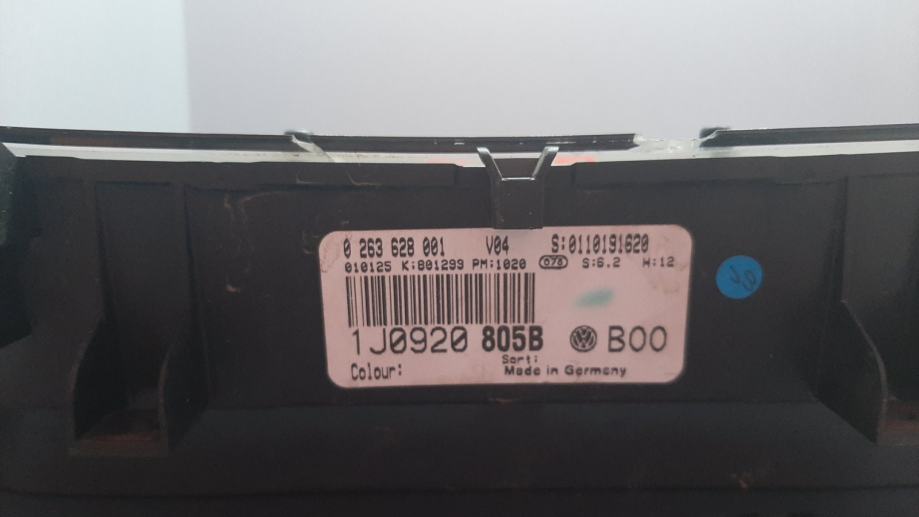 0 263 628 001 V04 S:0110191620
010125 K:801299 PM:1020 078 S:6.2 H:12
1J0920 805B VW B00
Sort:
Colour: Made in Germany